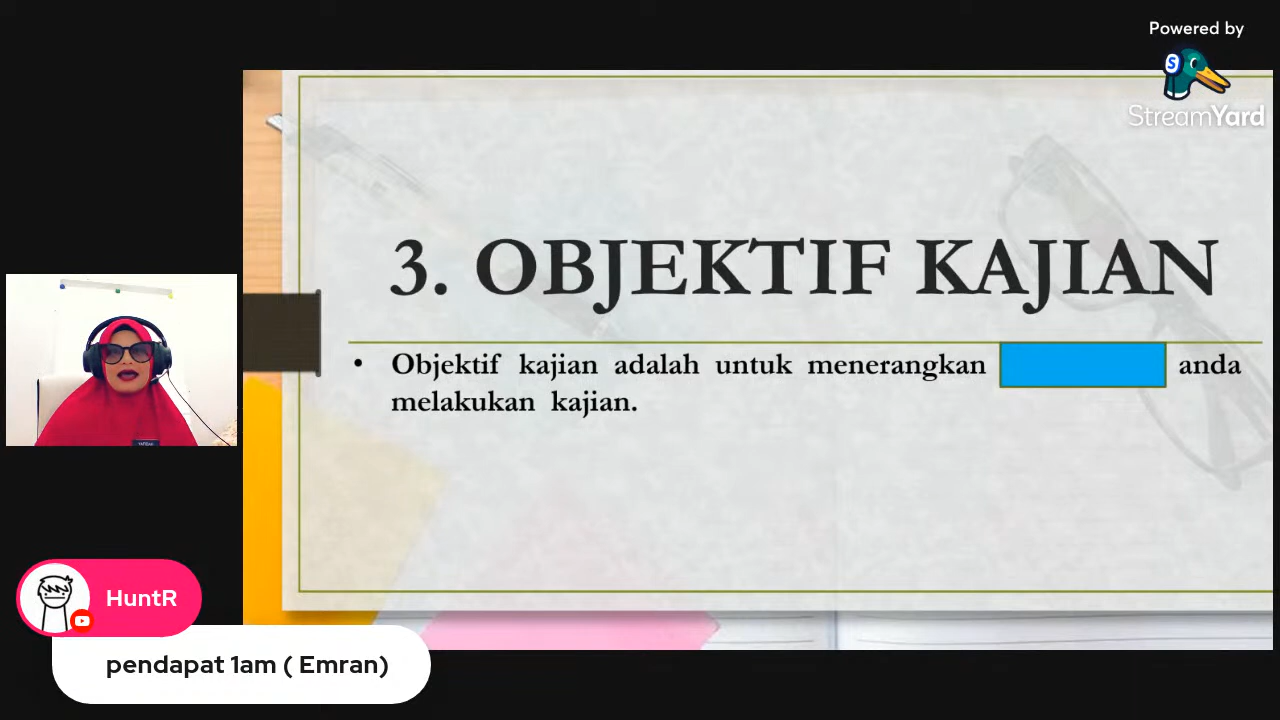 Powered by
StreamYard
3. OBJEKTIF KAJIAN
• Objektif kajian adalah untuk menerangkan anda
melakukan kajian.
HuntR
pendapat 1am ( Emran)